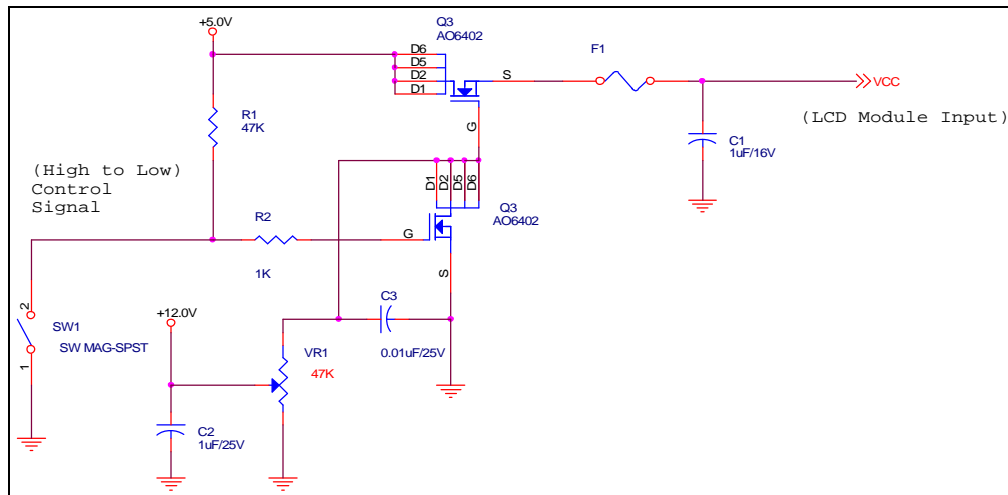 +5.0V
Q3
AO6402
D6
D5
D2
D1
S
G
F1
VCC
(LCD Module Input)
R1
47K
C1
1uF/16V
(High to Low)
Control
Signal
D1
D2
D5
D6
Q3
AO6402
R2
1K
G
S
2
1
SW1
SW MAG-SPST
+12.0V
C3
0.01uF/25V
VR1
47K
C2
1uF/25V